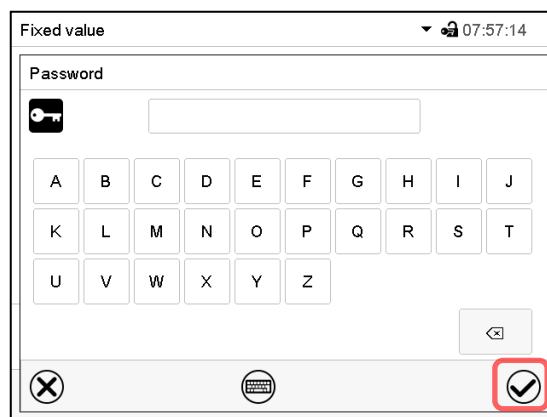 Fixed value 07:57:14
Password
A B C D E F G H I J
K L M N O P Q R S T
U V W X Y Z